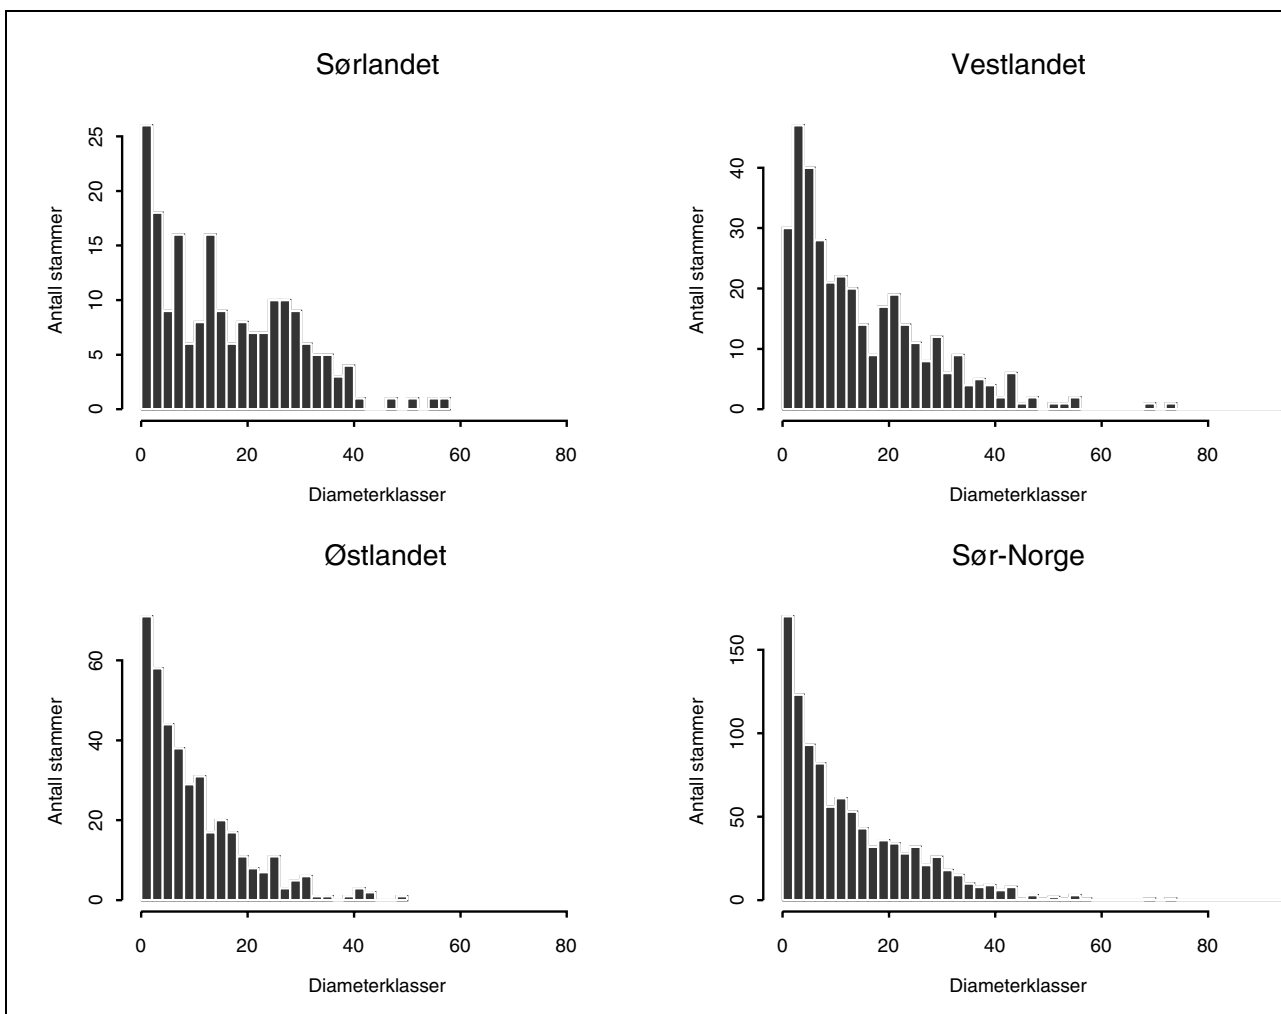 Sørlandet
Antall stammer
25
20
15
10
5
0
0 20 40 60 80
Diameterklasser
Vestlandet
Antall stammer
40
30
20
10
0
0 20 40 60 80
Diameterklasser
Østlandet
Antall stammer
60
40
20
0
0 20 40 60 80
Diameterklasser
Sør-Norge
Antall stammer
150
100
50
0
0 20 40 60 80
Diameterklasser